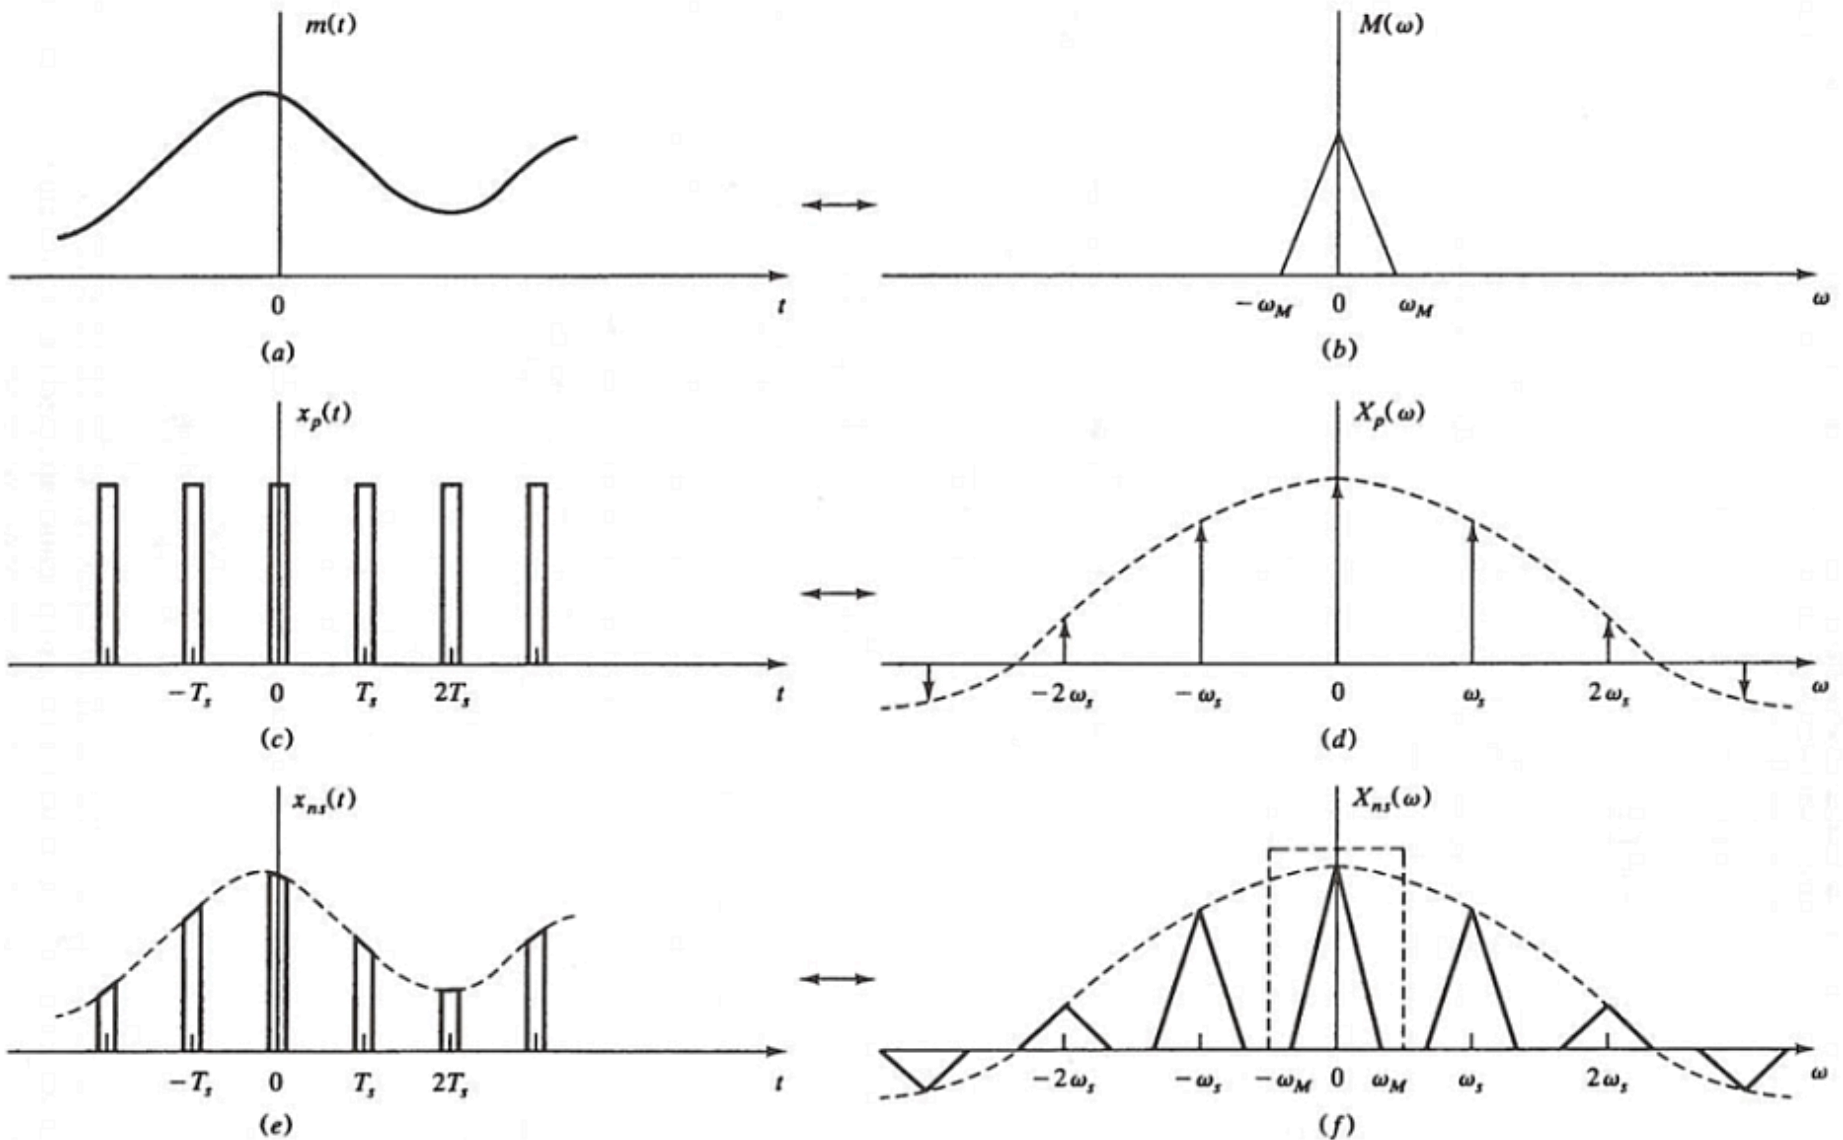 m(t)
M(ω)
0 t
−ω_M 0 ω_M ω
(a)
(b)
x_p(t)
X_p(ω)
−T_s 0 T_s 2T_s t
−2ω_s −ω_s 0 ω_s 2ω_s ω
(c)
(d)
x_ns(t)
X_ns(ω)
−T_s 0 T_s 2T_s t
−2ω_s −ω_s −ω_M 0 ω_M ω_s 2ω_s ω
(e)
(f)